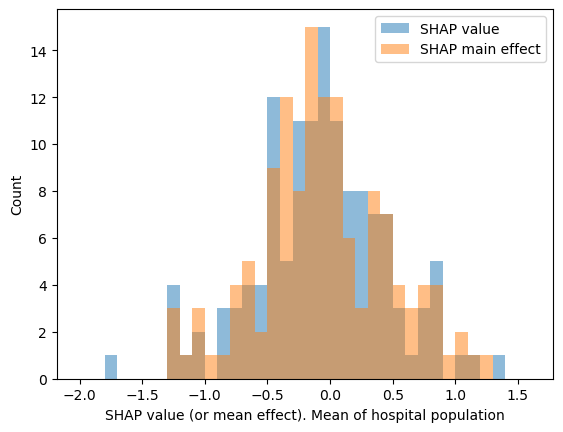 SHAP value
SHAP main effect
14
12
10
8
6
4
2
0
Count
−2.0 −1.5 −1.0 −0.5 0.0 0.5 1.0 1.5
SHAP value (or mean effect). Mean of hospital population